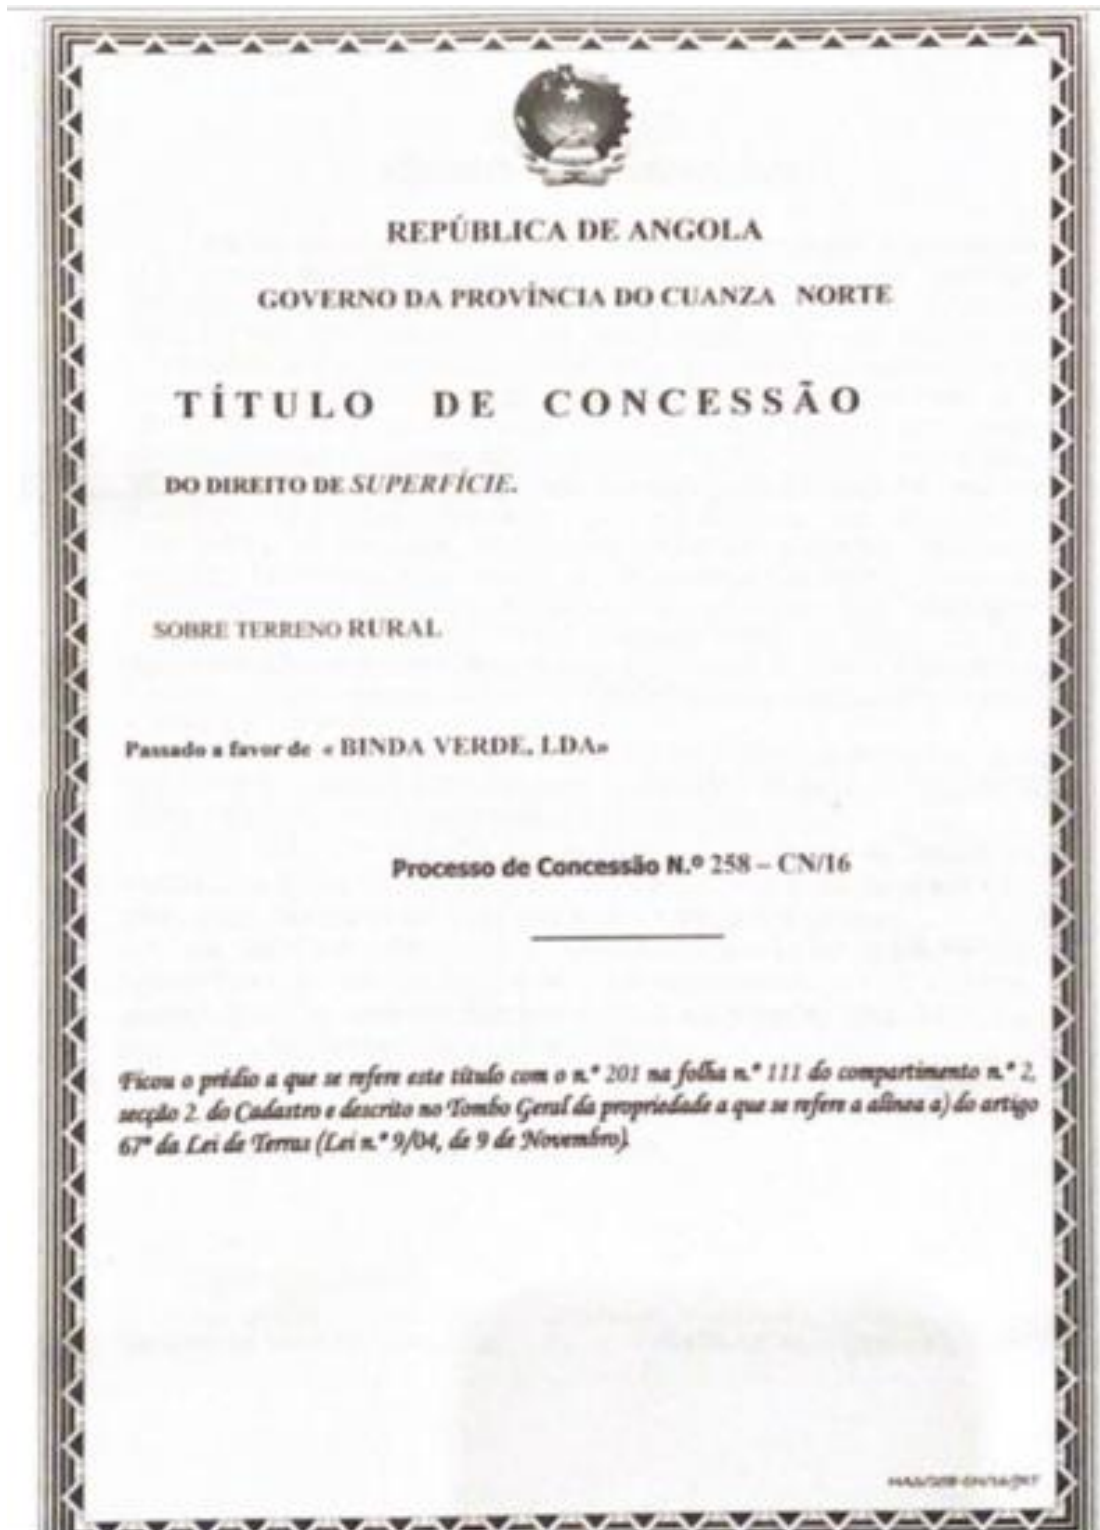 REPÚBLICA DE ANGOLA
GOVERNO DA PROVÍNCIA DO CUANZA NORTE
TÍTULO DE CONCESSÃO
DO DIREITO DE SUPERFÍCIE.
SOBRE TERRENO RURAL
Passado a favor de « BINDA VERDE, LDA»
Processo de Concessão N.º 258 – CN/16
Ficou o prédio a que se refere este título com o n.º 201 na folha n.º 111 do compartimento n.º 2,
secção 2. do Cadastro e descrito no Tombo Geral da propriedade a que se refere a alínea a) do artigo
67º da Lei de Terras (Lei n.º 9/04, de 9 de Novembro).